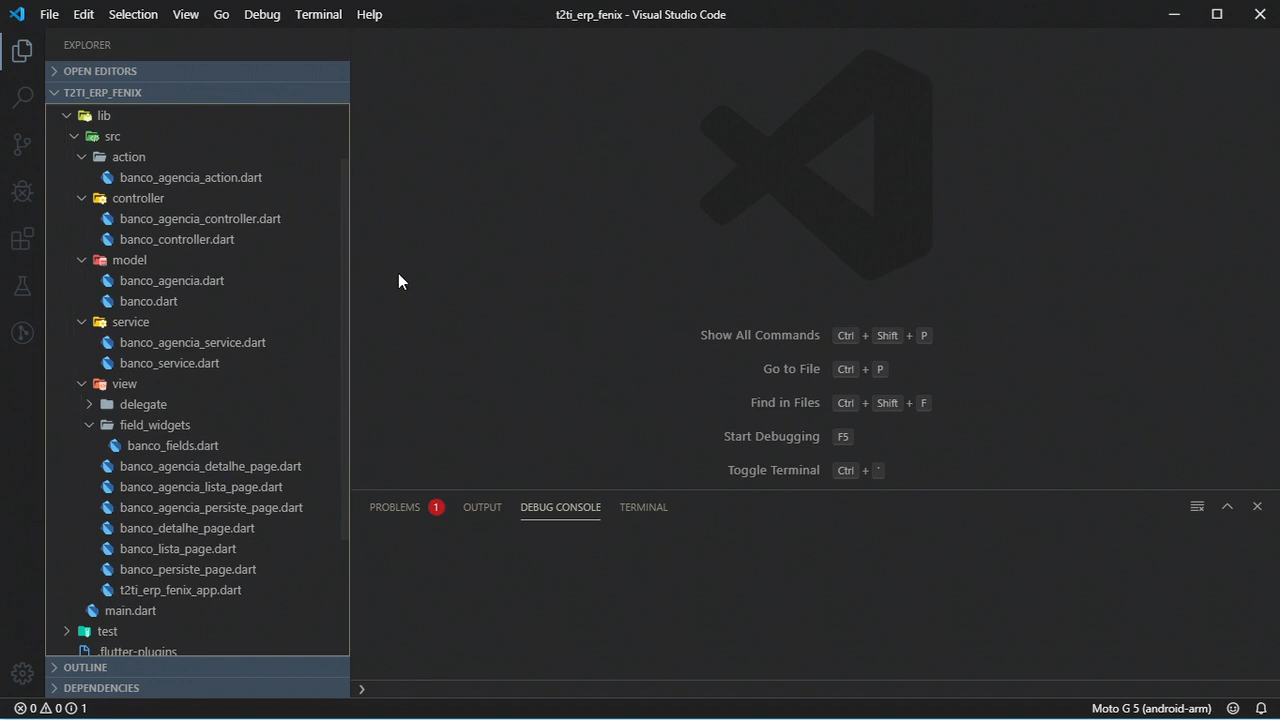 File Edit Selection View Go Debug Terminal Help
t2ti_erp_fenix - Visual Studio Code
EXPLORER
OPEN EDITORS
T2TI_ERP_FENIX
lib
src
action
banco_agencia_action.dart
controller
banco_agencia_controller.dart
banco_controller.dart
model
banco_agencia.dart
banco.dart
service
banco_agencia_service.dart
banco_service.dart
view
delegate
field_widgets
banco_fields.dart
banco_agencia_detalhe_page.dart
banco_agencia_lista_page.dart
banco_agencia_persiste_page.dart
banco_detalhe_page.dart
banco_lista_page.dart
banco_persiste_page.dart
t2ti_erp_fenix_app.dart
main.dart
test
.flutter-plugins
OUTLINE
DEPENDENCIES
Show All Commands Ctrl + Shift + P
Go to File Ctrl + P
Find in Files Ctrl + Shift + F
Start Debugging F5
Toggle Terminal Ctrl + `
PROBLEMS 1 OUTPUT DEBUG CONSOLE TERMINAL
0 0 1
Moto G 5 (android-arm)